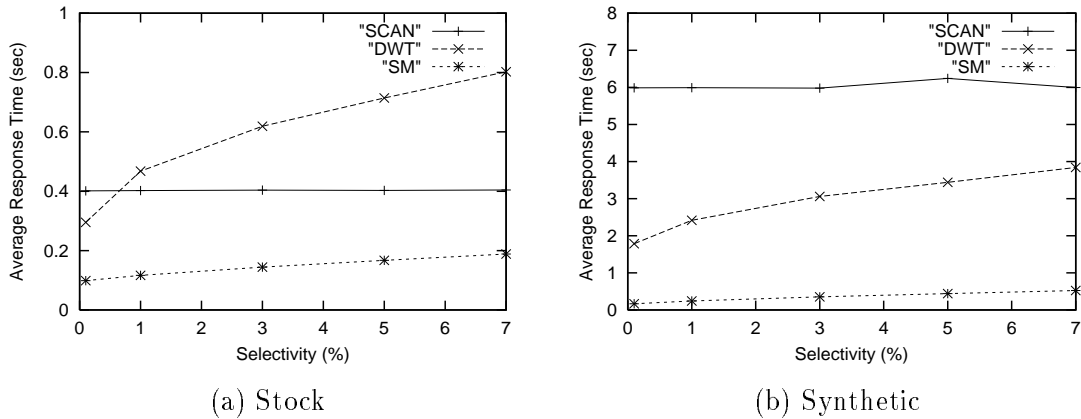 1
0.8
0.6
0.4
0.2
0
0 1 2 3 4 5 6 7
Average Response Time (sec)
Selectivity (%)
"SCAN"
"DWT"
"SM"
(a) Stock
8
7
6
5
4
3
2
1
0
0 1 2 3 4 5 6 7
Average Response Time (sec)
Selectivity (%)
"SCAN"
"DWT"
"SM"
(b) Synthetic